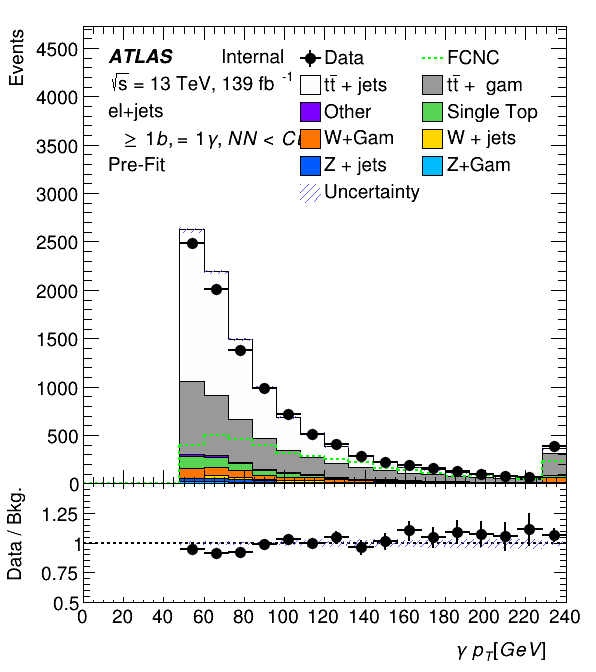 Events
4500
4000
3500
3000
2500
2000
1500
1000
500
0
ATLAS Internal
√s = 13 TeV, 139 fb⁻¹
el+jets
≥ 1b, = 1γ, NN <
Pre-Fit
Data
FCNC
tt̄ + jets
tt̄ + gam
Other
Single Top
W+Gam
W + jets
Z + jets
Z+Gam
Uncertainty
Data / Bkg.
1.25
1
0.75
0.5
0 20 40 60 80 100 120 140 160 180 200 220 240
γ p_T[GeV]